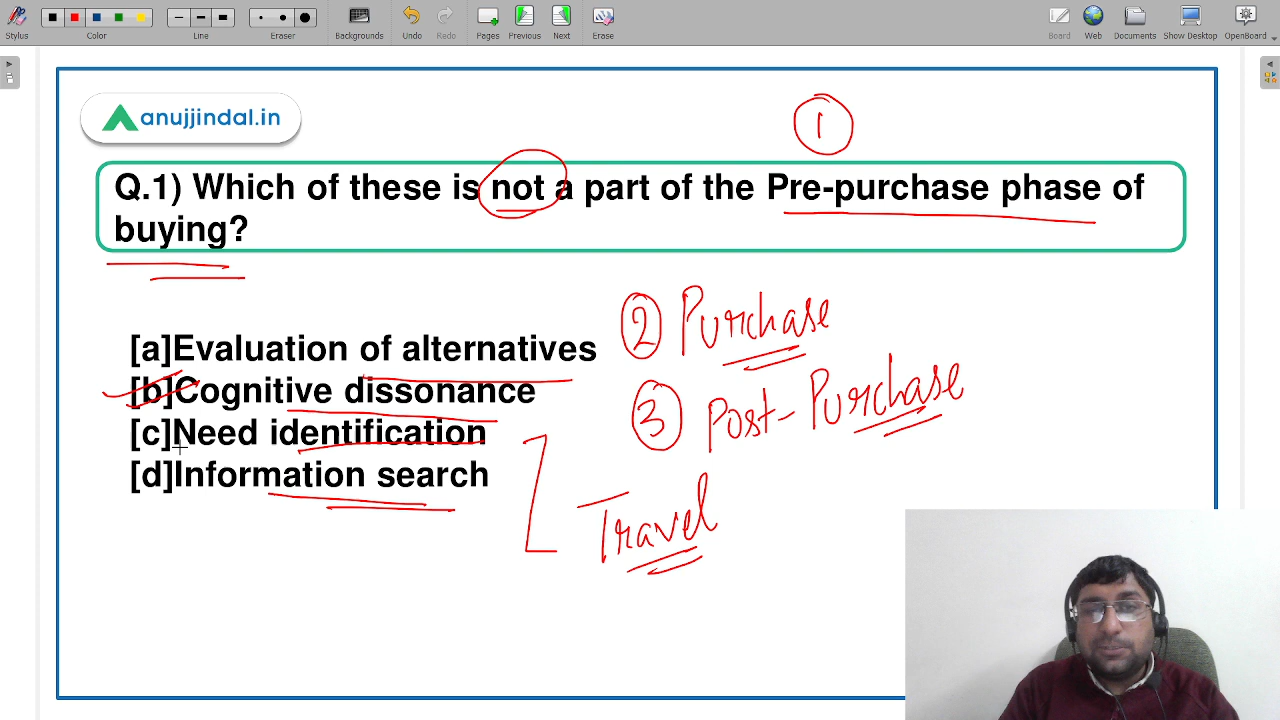 Stylus
Color
Line
Eraser
Backgrounds
Undo
Redo
Pages
Previous
Next
Erase
Board
Web
Documents
Show Desktop
OpenBoard
anujjindal.in
1
Q.1) Which of these is not a part of the Pre-purchase phase of
buying?
[a]Evaluation of alternatives
[b]Cognitive dissonance
[c]Need identification
[d]Information search
2 Purchase
3 Post-Purchase
Travel